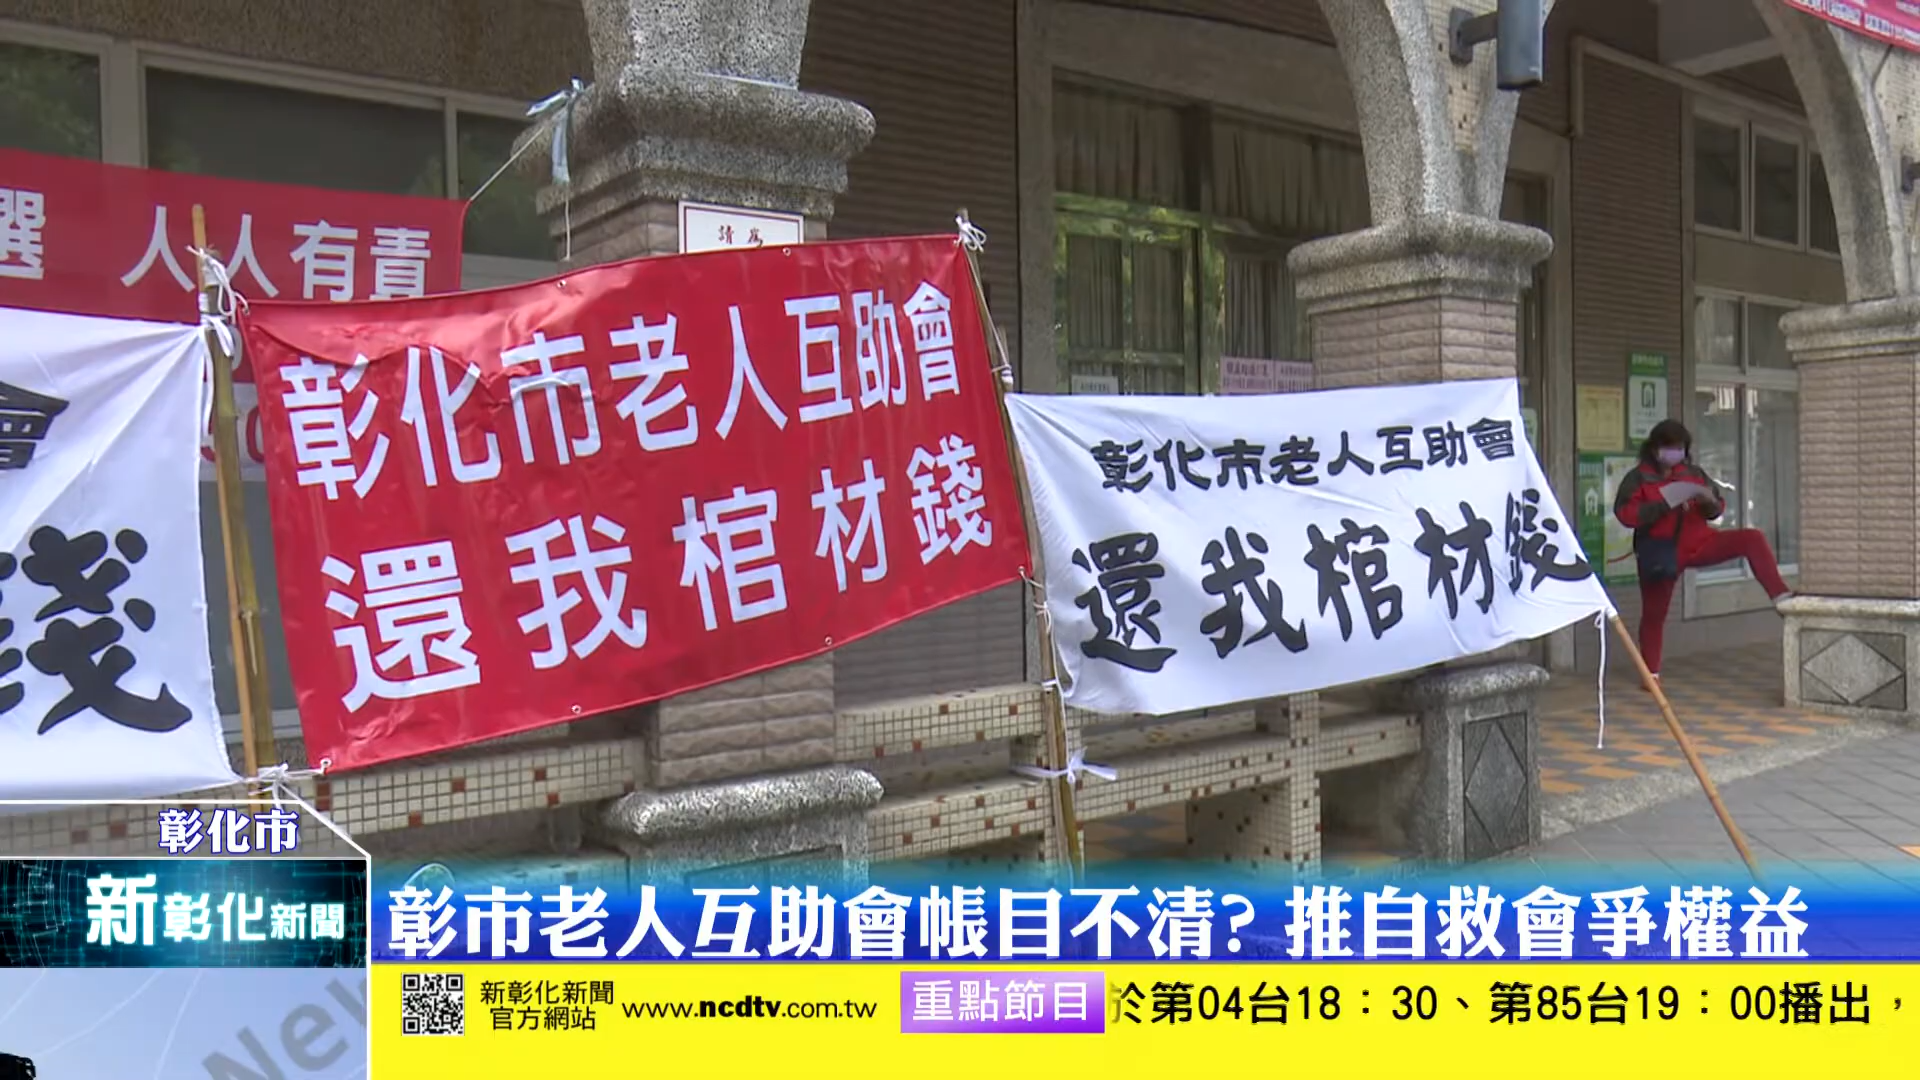 選 人人有責
請
彰化市老人互助會
還我棺材錢
彰化市老人互助會
還我棺材錢
會
錢
彰化市
新彰化新聞
彰市老人互助會帳目不清? 推自救會爭權益
新彰化新聞
官方網站
www.ncdtv.com.tw
重點節目
於第04台18：30、第85台19：00播出，